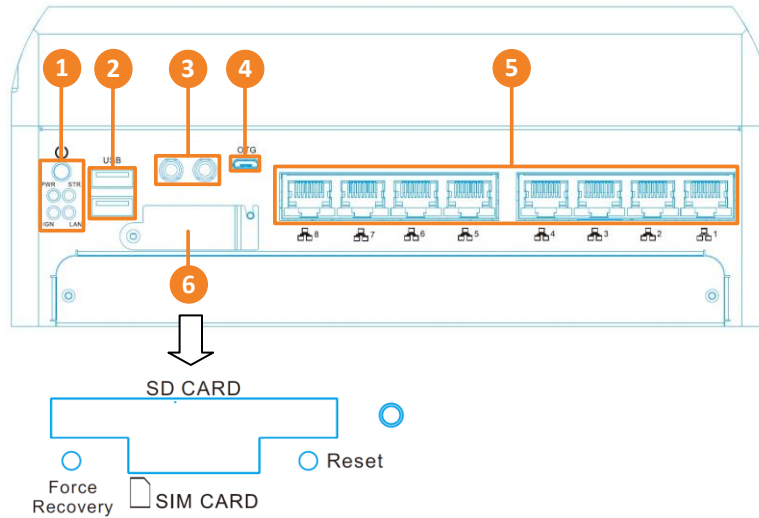 1 2 3 4 5
OTG
USB
PWR STR
IGN LAN
8 7 6 5 4 3 2 1
6
SD CARD
Reset
Force
Recovery
SIM CARD